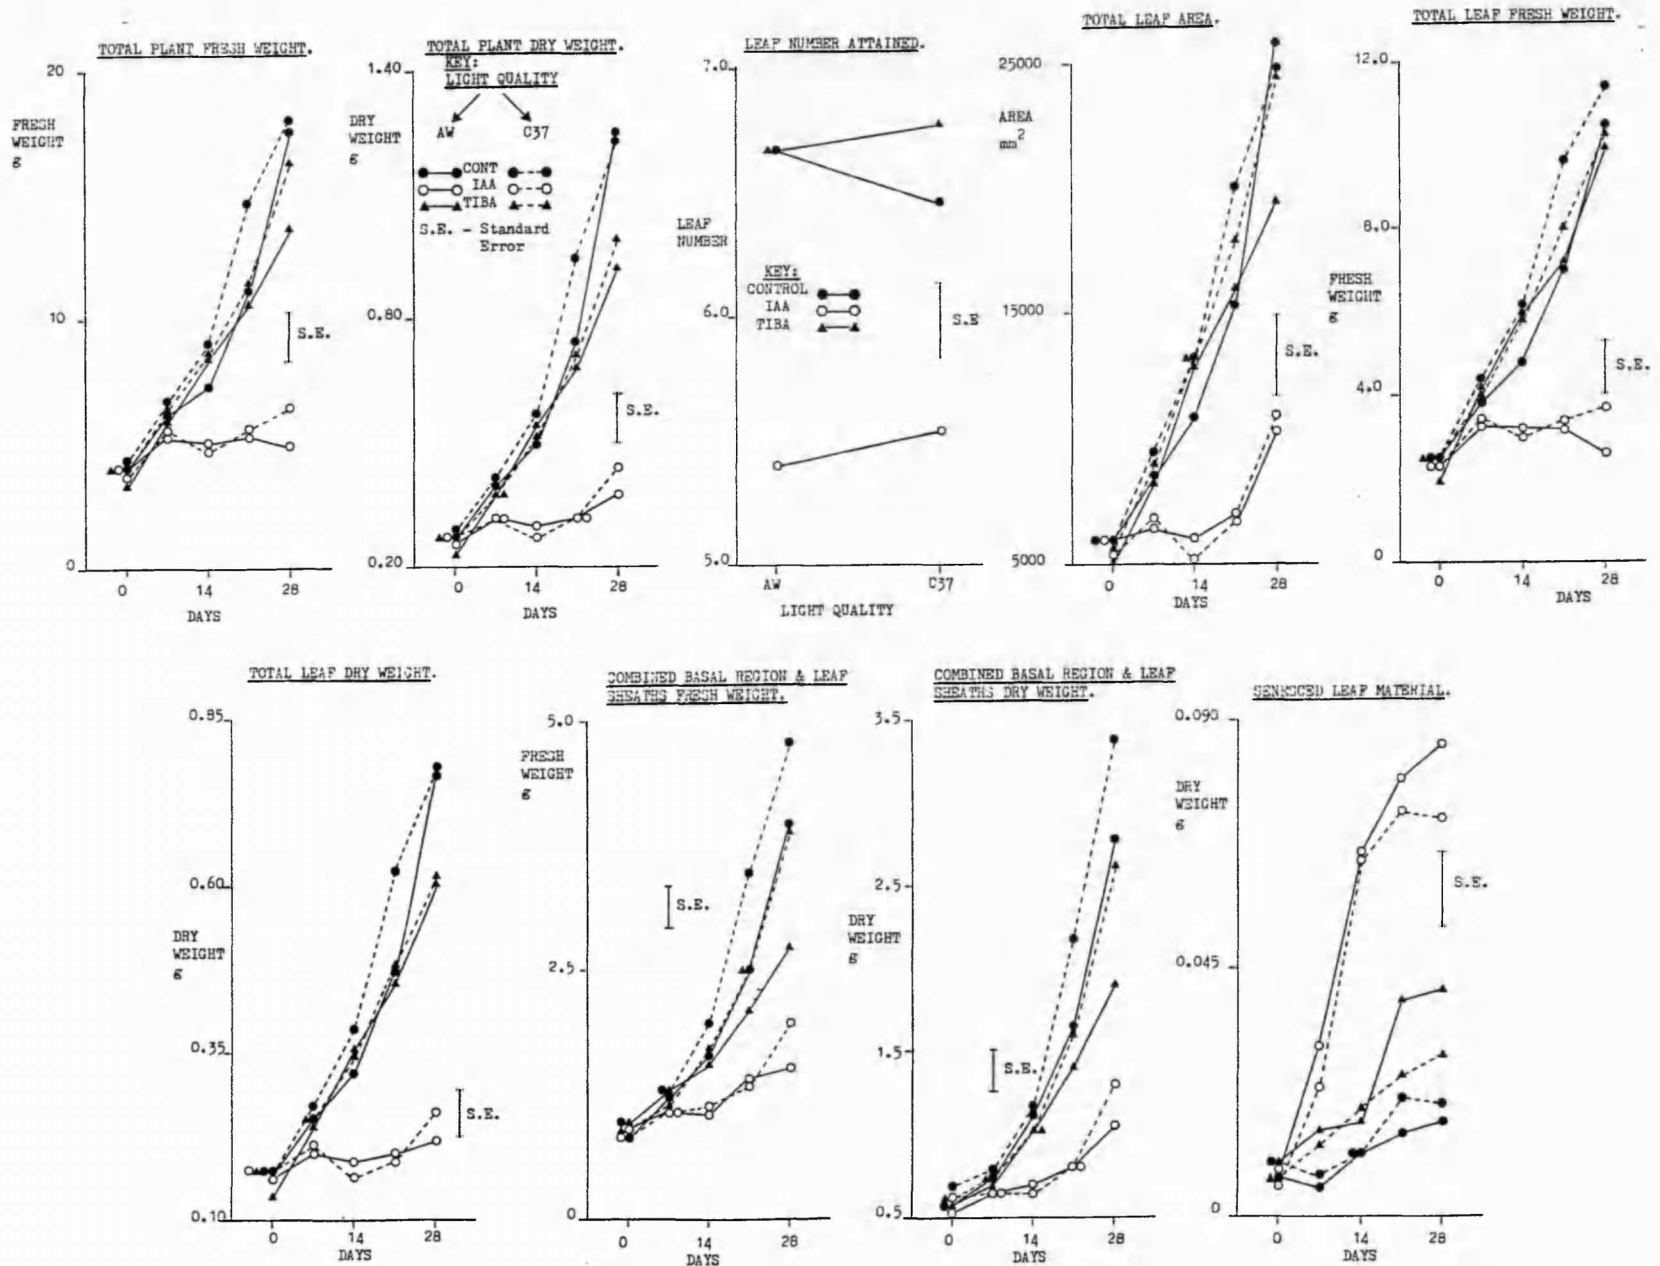 TOTAL PLANT FRESH WEIGHT.
20
FRESH
WEIGHT
g
10
S.E.
0
0 14 28
DAYS
TOTAL PLANT DRY WEIGHT.
KEY:
LIGHT QUALITY
1.40
DRY
WEIGHT
g
AW C37
CONT
IAA
TIBA
S.E. - Standard
Error
0.80
S.E.
0.20
0 14 28
DAYS
LEAF NUMBER ATTAINED.
7.0
LEAF
NUMBER
KEY:
CONTROL
IAA
TIBA
6.0
S.E
5.0
AW C37
LIGHT QUALITY
TOTAL LEAF AREA.
25000
AREA
mm2
15000
S.E.
5000
0 14 28
DAYS
TOTAL LEAF FRESH WEIGHT.
12.0
8.0
FRESH
WEIGHT
g
4.0
S.E.
0
0 14 28
DAYS
TOTAL LEAF DRY WEIGHT.
0.85
0.60
DRY
WEIGHT
g
0.35
S.E.
0.10
0 14 28
DAYS
COMBINED BASAL REGION & LEAF
SHEATHS FRESH WEIGHT.
5.0
FRESH
WEIGHT
g
S.E.
2.5
0
0 14 28
DAYS
COMBINED BASAL REGION & LEAF
SHEATHS DRY WEIGHT.
3.5
2.5
DRY
WEIGHT
g
1.5
S.E.
0.5
0 14 28
DAYS
SENESCED LEAF MATERIAL.
0.090
DRY
WEIGHT
g
S.E.
0.045
0
0 14 28
DAYS